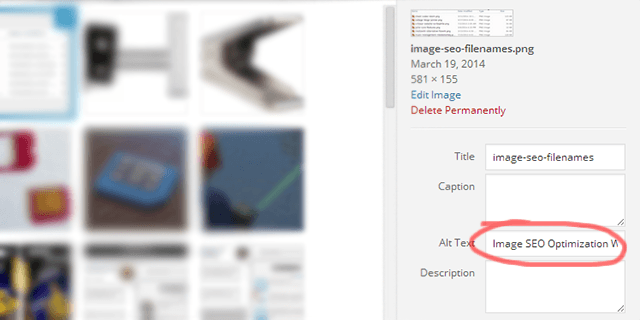 image-seo-filenames.png
March 19, 2014
581 × 155
Edit Image
Delete Permanently
Title image-seo-filenames
Caption
Alt Text Image SEO Optimization W
Description